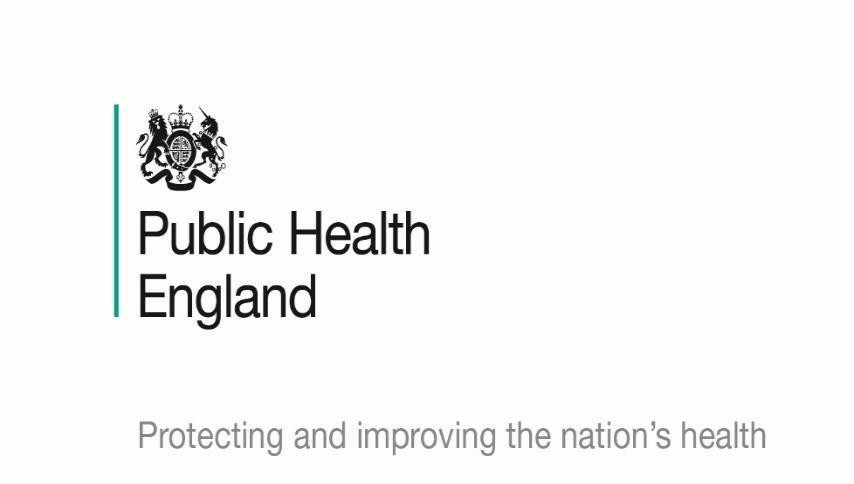 Public Health
England
Protecting and improving the nation's health